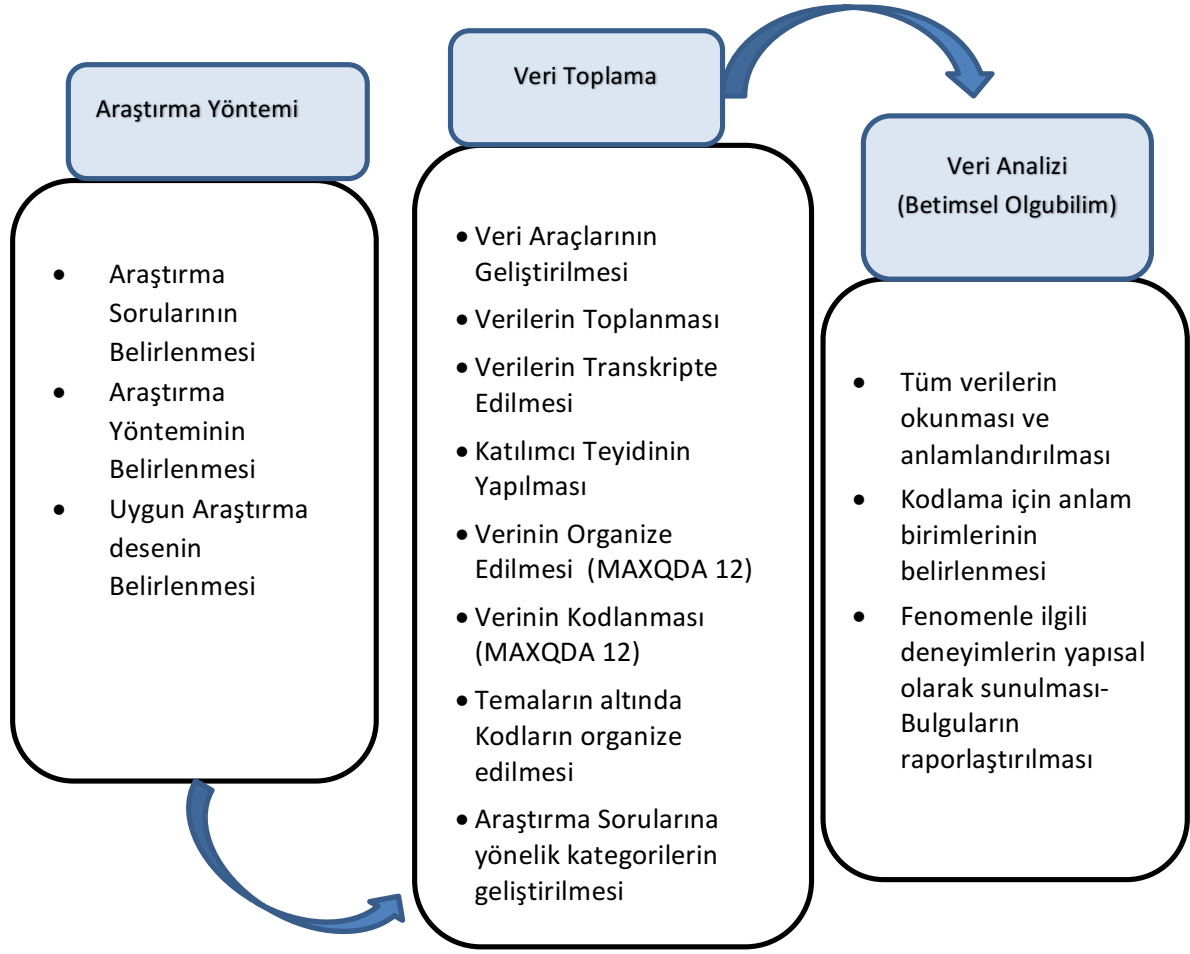 Araştırma Yöntemi
• Araştırma
Sorularının
Belirlenmesi
• Araştırma
Yönteminin
Belirlenmesi
• Uygun Araştırma
desenin
Belirlenmesi
Veri Toplama
• Veri Araçlarının
Geliştirilmesi
• Verilerin Toplanması
• Verilerin Transkripte
Edilmesi
• Katılımcı Teyidinin
Yapılması
• Verinin Organize
Edilmesi (MAXQDA 12)
• Verinin Kodlanması
(MAXQDA 12)
• Temaların altında
Kodların organize
edilmesi
• Araştırma Sorularına
yönelik kategorilerin
geliştirilmesi
Veri Analizi
(Betimsel Olgubilim)
• Tüm verilerin
okunması ve
anlamlandırılması
• Kodlama için anlam
birimlerinin
belirlenmesi
• Fenomenle ilgili
deneyimlerin yapısal
olarak sunulması-
Bulguların
raporlaştırılması